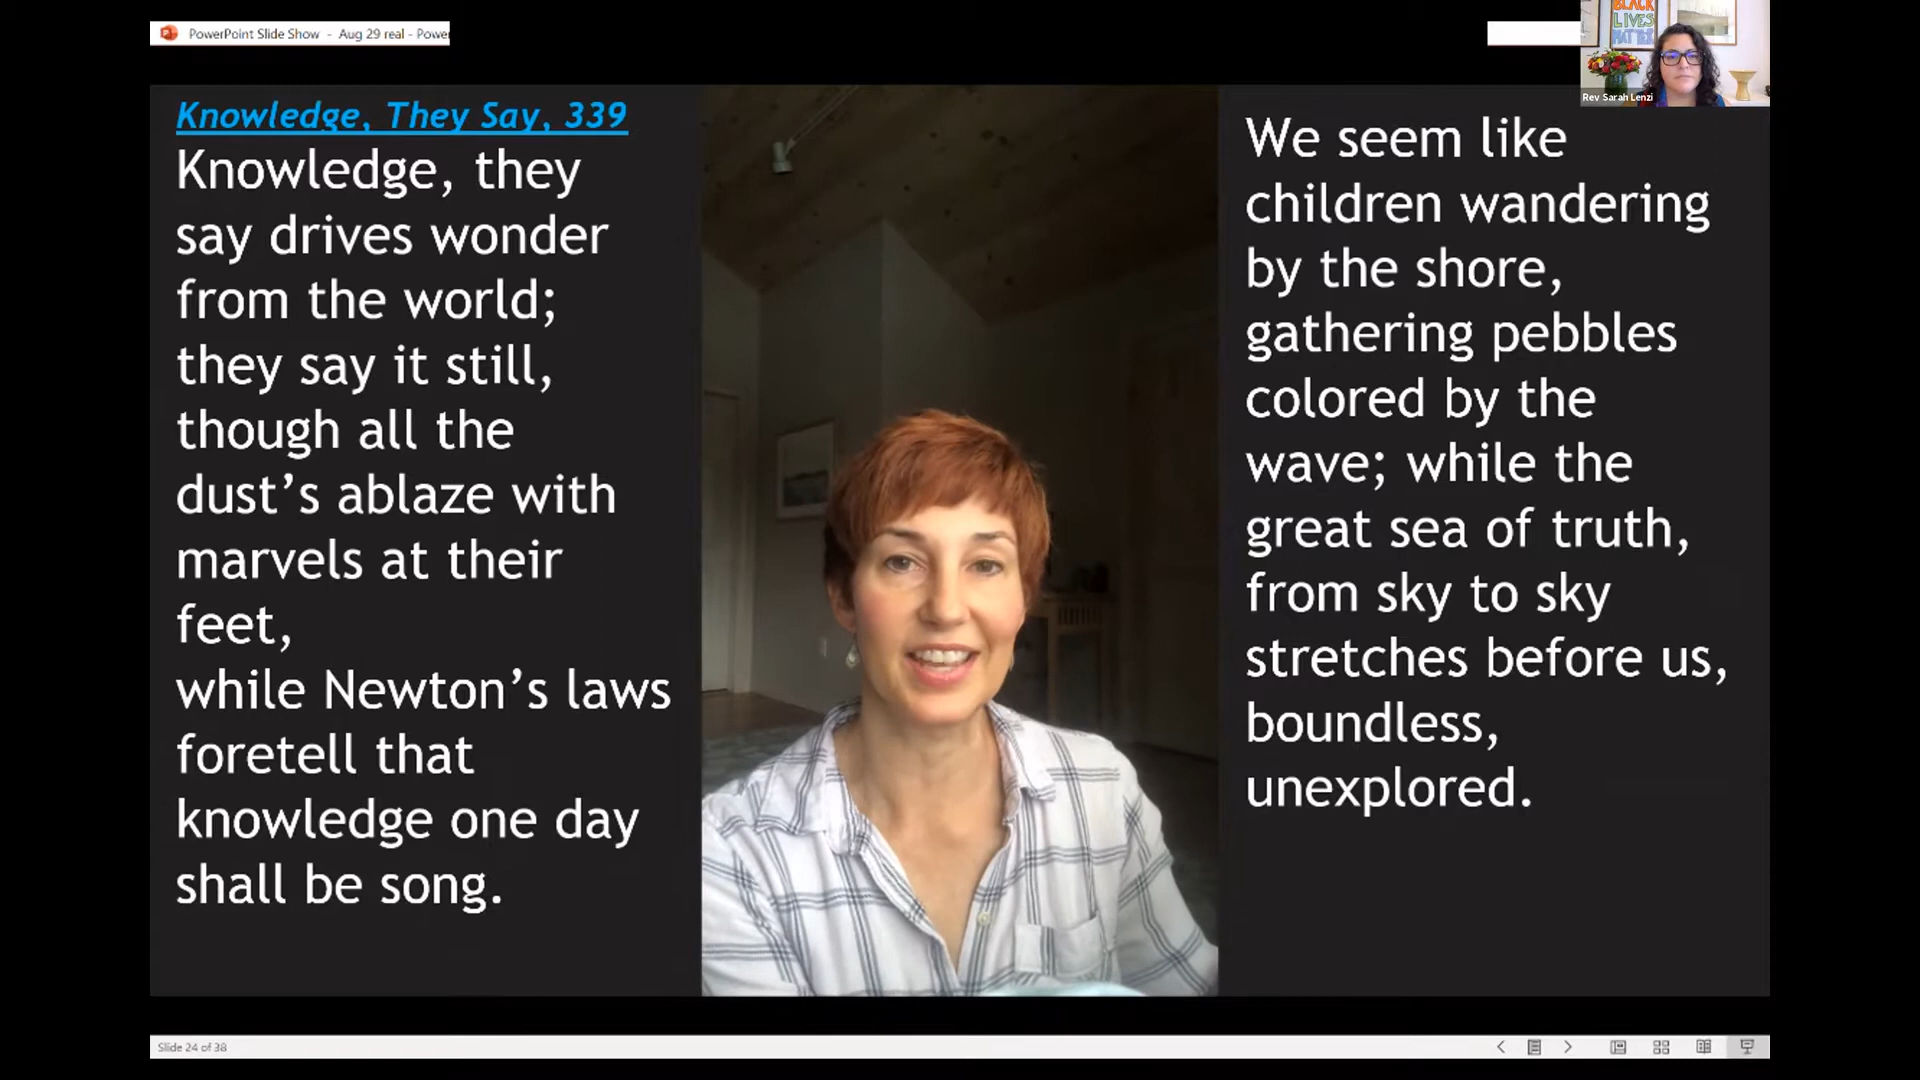 PowerPoint Slide Show - Aug 29 real - Power
BLACK
LIVES
MATTER
Rev Sarah Lenzi
Knowledge, They Say, 339
Knowledge, they
say drives wonder
from the world;
they say it still,
though all the
dust’s ablaze with
marvels at their
feet,
while Newton’s laws
foretell that
knowledge one day
shall be song.
We seem like
children wandering
by the shore,
gathering pebbles
colored by the
wave; while the
great sea of truth,
from sky to sky
stretches before us,
boundless,
unexplored.
Slide 24 of 38